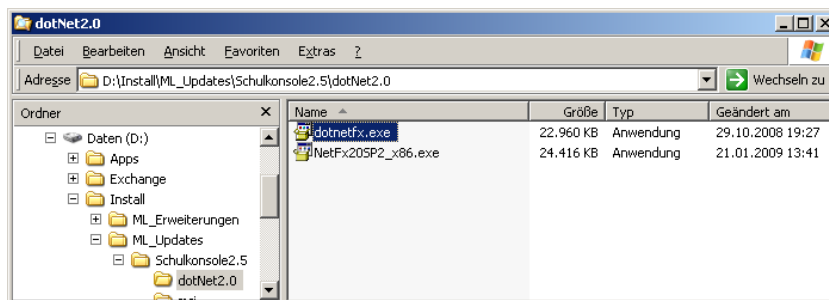 dotNet2.0
Datei Bearbeiten Ansicht Favoriten Extras ?
Adresse D:\Install\ML_Updates\Schulkonsole2.5\dotNet2.0 Wechseln zu
Ordner Name Größe Typ Geändert am
Daten (D:) dotnetfx.exe 22.960 KB Anwendung 29.10.2008 19:27
Apps NetFx20SP2_x86.exe 24.416 KB Anwendung 21.01.2009 13:41
Exchange
Install
ML_Erweiterungen
ML_Updates
Schulkonsole2.5
dotNet2.0